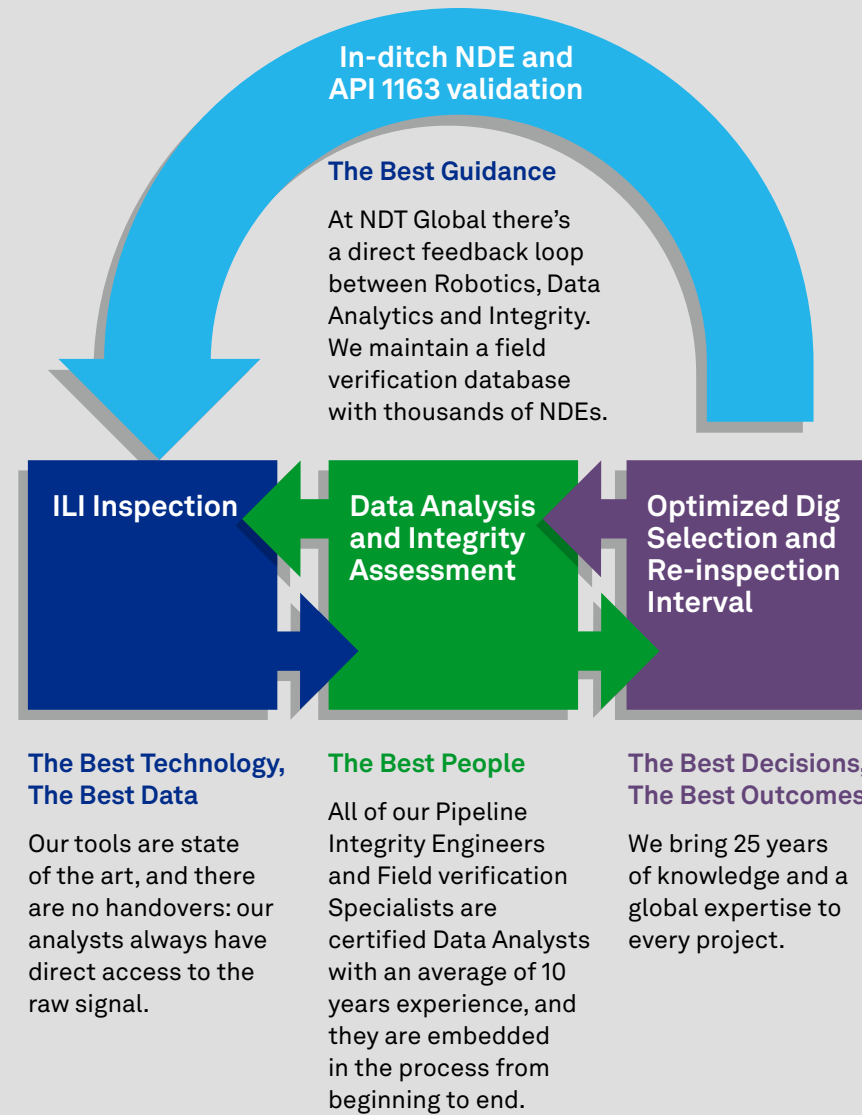 In-ditch NDE and
API 1163 validation
The Best Guidance
At NDT Global there’s
a direct feedback loop
between Robotics, Data
Analytics and Integrity.
We maintain a field
verification database
with thousands of NDEs.
ILI Inspection
Data Analysis
and Integrity
Assessment
Optimized Dig
Selection and
Re-inspection
Interval
The Best Technology,
The Best Data
Our tools are state
of the art, and there
are no handovers: our
analysts always have
direct access to the
raw signal.
The Best People
All of our Pipeline
Integrity Engineers
and Field verification
Specialists are
certified Data Analysts
with an average of 10
years experience, and
they are embedded
in the process from
beginning to end.
The Best Decisions,
The Best Outcomes
We bring 25 years
of knowledge and a
global expertise to
every project.